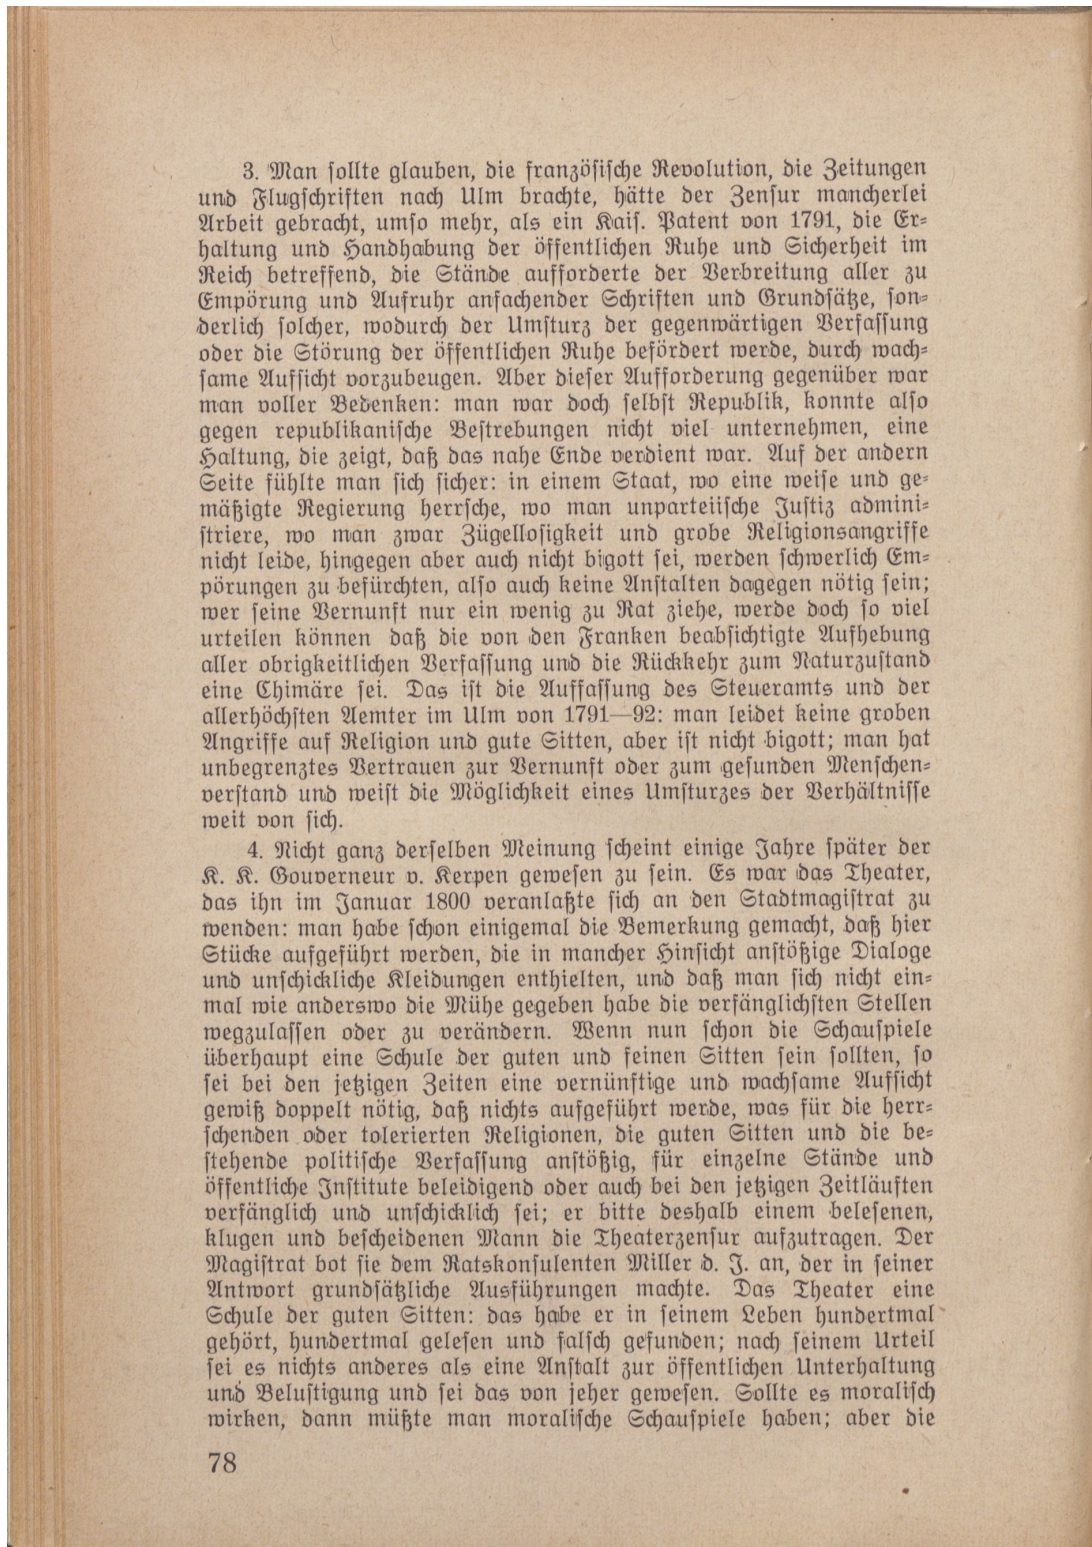 3. Man sollte glauben, die französische Revolution, die Zeitungen
und Flugschriften nach Ulm brachte, hätte der Zensur mancherlei
Arbeit gebracht, umso mehr, als ein Kais. Patent von 1791, die Er-
haltung und Handhabung der öffentlichen Ruhe und Sicherheit im
Reich betreffend, die Stände aufforderte der Verbreitung aller zu
Empörung und Aufruhr anfachender Schriften und Grundsätze, son-
derlich solcher, wodurch der Umsturz der gegenwärtigen Verfassung
oder die Störung der öffentlichen Ruhe befördert werde, durch wach-
same Aufsicht vorzubeugen. Aber dieser Aufforderung gegenüber war
man voller Bedenken: man war doch selbst Republik, konnte also
gegen republikanische Bestrebungen nicht viel unternehmen, eine
Haltung, die zeigt, daß das nahe Ende verdient war. Auf der andern
Seite fühlte man sich sicher: in einem Staat, wo eine weise und ge-
mäßigte Regierung herrsche, wo man unparteiische Justiz admini-
striere, wo man zwar Zügellosigkeit und grobe Religionsangriffe
nicht leide, hingegen aber auch nicht bigott sei, werden schwerlich Em-
pörungen zu befürchten, also auch keine Anstalten dagegen nötig sein;
wer seine Vernunft nur ein wenig zu Rat ziehe, werde doch so viel
urteilen können daß die von den Franken beabsichtigte Aufhebung
aller obrigkeitlichen Verfassung und die Rückkehr zum Naturzustand
eine Chimäre sei. Das ist die Auffassung des Steueramts und der
allerhöchsten Aemter im Ulm von 1791—92: man leidet keine groben
Angriffe auf Religion und gute Sitten, aber ist nicht bigott; man hat
unbegrenztes Vertrauen zur Vernunft oder zum gesunden Menschen-
verstand und weist die Möglichkeit eines Umsturzes der Verhältnisse
weit von sich.
4. Nicht ganz derselben Meinung scheint einige Jahre später der
K. K. Gouverneur v. Kerpen gewesen zu sein. Es war das Theater,
das ihn im Januar 1800 veranlaßte sich an den Stadtmagistrat zu
wenden: man habe schon einigemal die Bemerkung gemacht, daß hier
Stücke aufgeführt werden, die in mancher Hinsicht anstößige Dialoge
und unschickliche Kleidungen enthielten, und daß man sich nicht ein-
mal wie anderswo die Mühe gegeben habe die verfänglichsten Stellen
wegzulassen oder zu verändern. Wenn nun schon die Schauspiele
überhaupt eine Schule der guten und feinen Sitten sein sollten, so
sei bei den jetzigen Zeiten eine vernünftige und wachsame Aufsicht
gewiß doppelt nötig, daß nichts aufgeführt werde, was für die herr-
schenden oder tolerierten Religionen, die guten Sitten und die be-
stehende politische Verfassung anstößig, für einzelne Stände und
öffentliche Institute beleidigend oder auch bei den jetzigen Zeitläuften
verfänglich und unschicklich sei; er bitte deshalb einem belesenen,
klugen und bescheidenen Mann die Theaterzensur aufzutragen. Der
Magistrat bot sie dem Ratskonsulenten Miller d. J. an, der in seiner
Antwort grundsätzliche Ausführungen machte. Das Theater eine
Schule der guten Sitten: das habe er in seinem Leben hundertmal
gehört, hundertmal gelesen und falsch gefunden; nach seinem Urteil
sei es nichts anderes als eine Anstalt zur öffentlichen Unterhaltung
und Belustigung und sei das von jeher gewesen. Sollte es moralisch
wirken, dann müßte man moralische Schauspiele haben; aber die
78